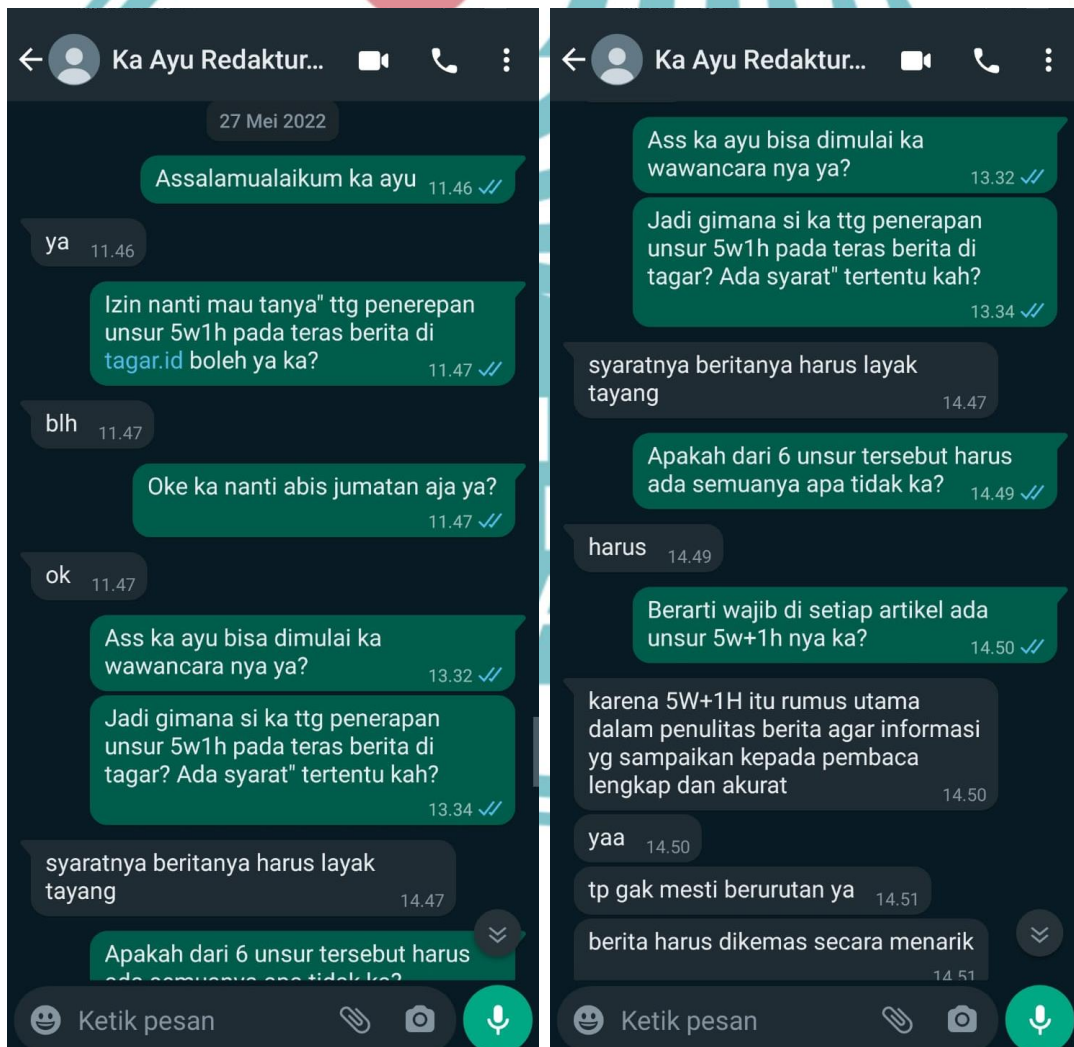 Ka Ayu Redaktur...
27 Mei 2022
Assalamualaikum ka ayu 11.46
ya 11.46
Izin nanti mau tanya" ttg penerepan
unsur 5w1h pada teras berita di
tagar.id boleh ya ka? 11.47
blh 11.47
Oke ka nanti abis jumatan aja ya?
11.47
ok 11.47
Ass ka ayu bisa dimulai ka
wawancara nya ya? 13.32
Jadi gimana si ka ttg penerapan
unsur 5w1h pada teras berita di
tagar? Ada syarat" tertentu kah?
13.34
syaratnya beritanya harus layak
tayang 14.47
Apakah dari 6 unsur tersebut harus
ada semuanya apa tidak ka?
Ketik pesan
Ka Ayu Redaktur...
Ass ka ayu bisa dimulai ka
wawancara nya ya? 13.32
Jadi gimana si ka ttg penerapan
unsur 5w1h pada teras berita di
tagar? Ada syarat" tertentu kah?
13.34
syaratnya beritanya harus layak
tayang 14.47
Apakah dari 6 unsur tersebut harus
ada semuanya apa tidak ka? 14.49
harus 14.49
Berarti wajib di setiap artikel ada
unsur 5w+1h nya ka? 14.50
karena 5W+1H itu rumus utama
dalam penulitas berita agar informasi
yg sampaikan kepada pembaca
lengkap dan akurat 14.50
yaa 14.50
tp gak mesti berurutan ya 14.51
berita harus dikemas secara menarik
14.51
Ketik pesan